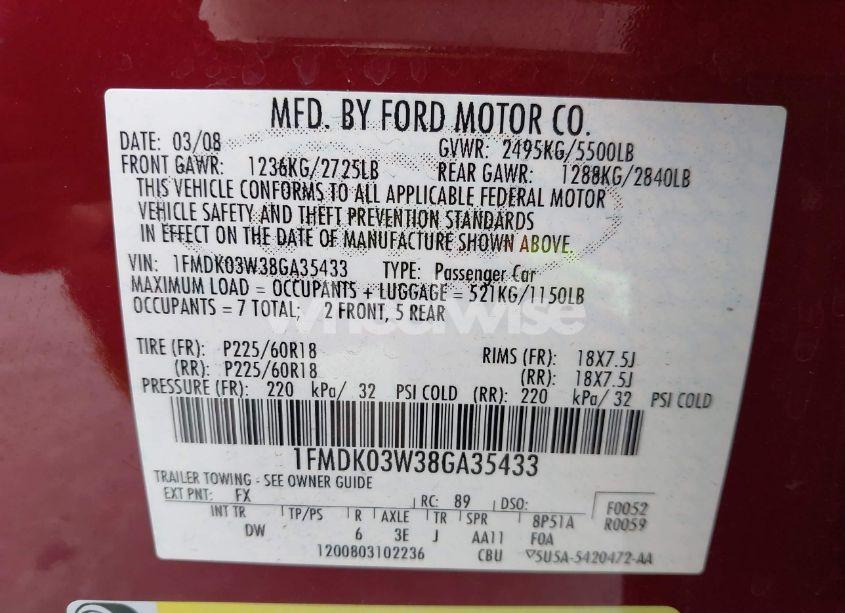 MFD. BY FORD MOTOR CO.
DATE: 03/08 GVWR: 2495KG/5500LB
FRONT GAWR: 1236KG/2725LB REAR GAWR: 1288KG/2840LB
THIS VEHICLE CONFORMS TO ALL APPLICABLE FEDERAL MOTOR
VEHICLE SAFETY AND THEFT PREVENTION STANDARDS
IN EFFECT ON THE DATE OF MANUFACTURE SHOWN ABOVE.
VIN: 1FMDK03W38GA35433 TYPE: Passenger Car
MAXIMUM LOAD = OCCUPANTS + LUGGAGE = 521KG/1150LB
OCCUPANTS = 7 TOTAL; 2 FRONT, 5 REAR
wheelwise
TIRE (FR): P225/60R18 RIMS (FR): 18X7.5J
(RR): P225/60R18 (RR): 18X7.5J
PRESSURE (FR): 220 kPa/ 32 PSI COLD (RR): 220 kPa/ 32 PSI COLD
1FMDK03W38GA35433
TRAILER TOWING - SEE OWNER GUIDE
EXT PNT: FX RC: 89 DSO: F0052
INT TR TP/PS R AXLE TR SPR 8P51A R0059
DW 6 3E J AA11 F0A
1200803102236 CBU 5U5A-5420472-AA